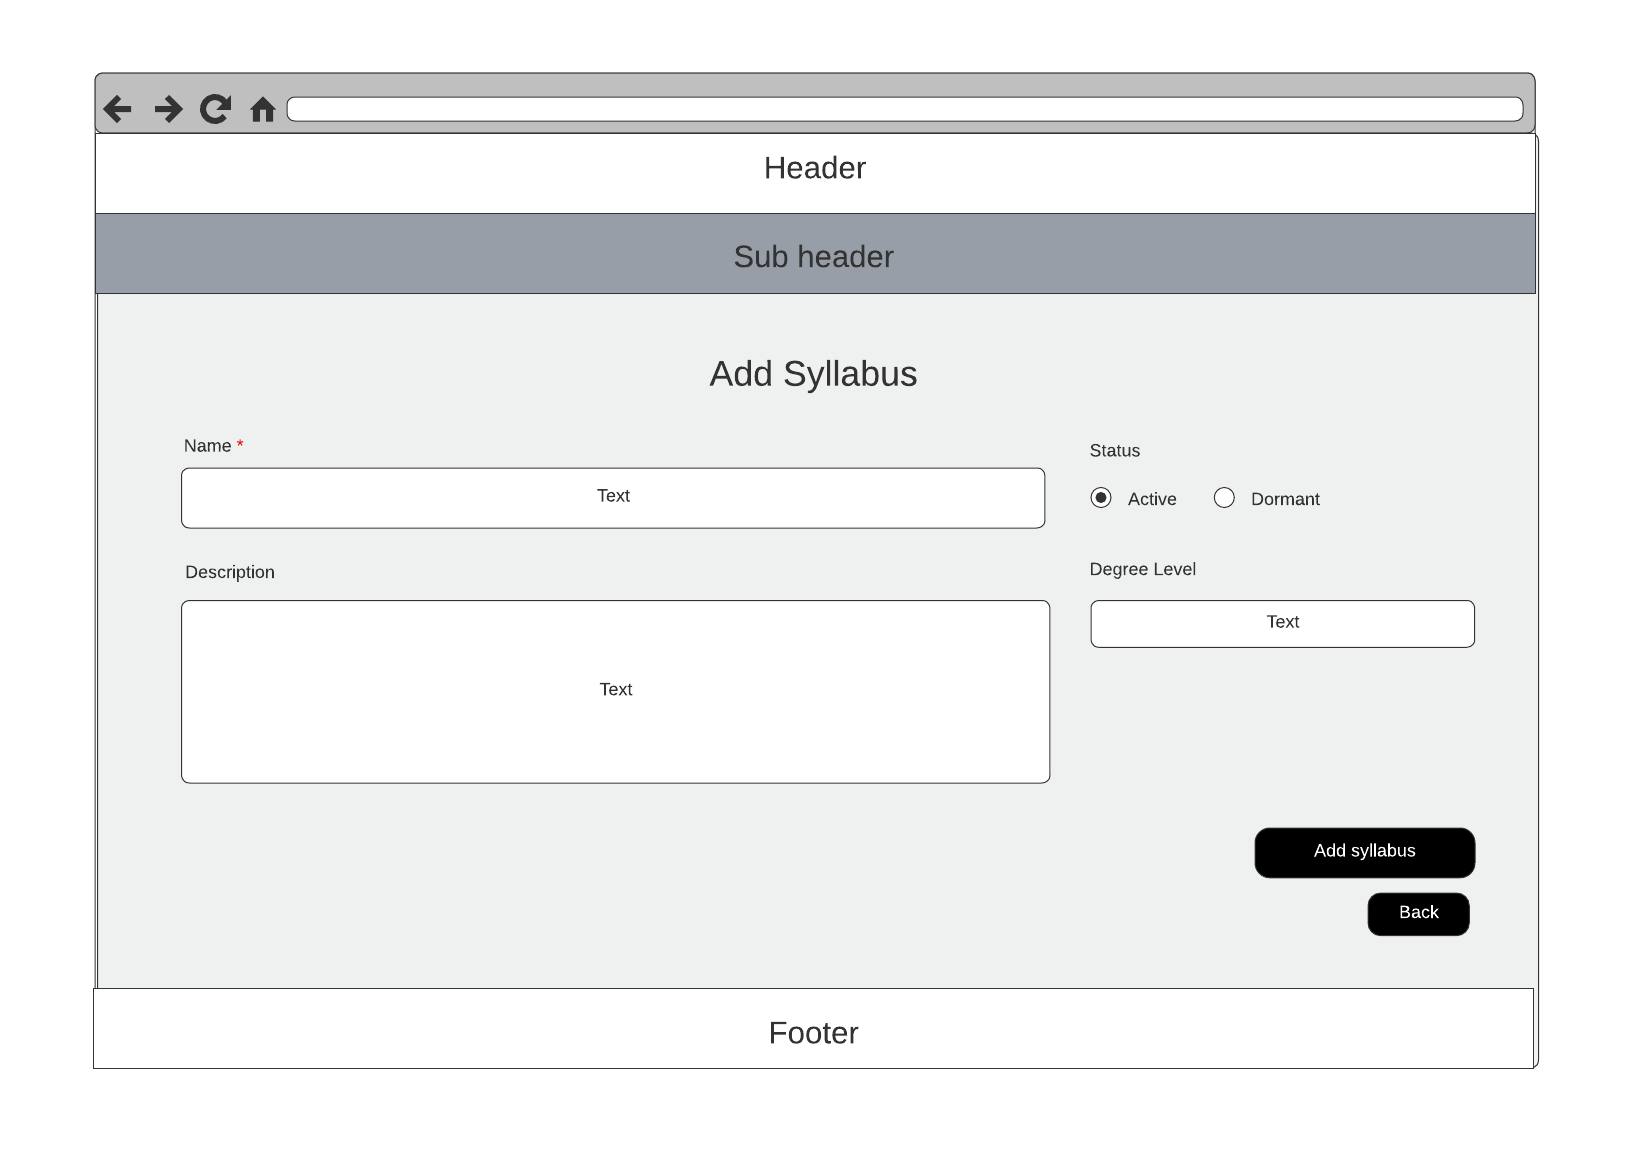 Header
Sub header
Add Syllabus
Name *
Text
Status
Active
Dormant
Description
Text
Degree Level
Text
Add syllabus
Back
Footer